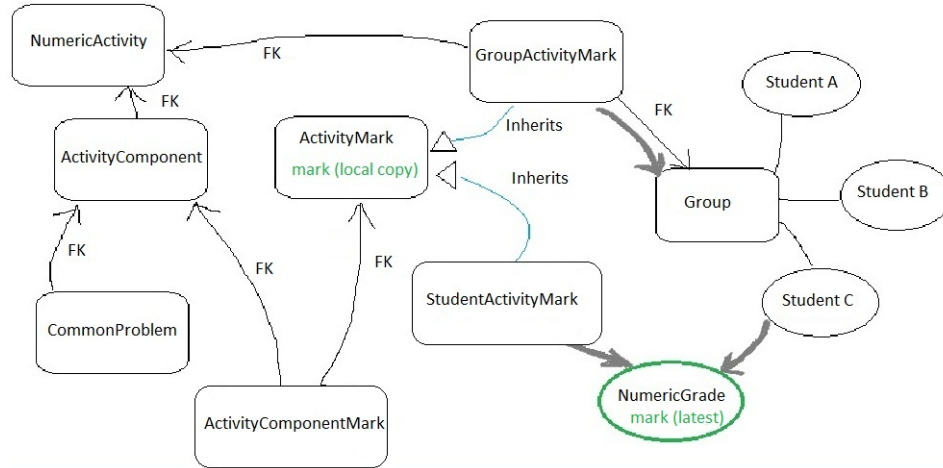 NumericActivity
FK
GroupActivityMark
FK
Student A
FK
ActivityComponent
ActivityMark
mark (local copy)
Inherits
Inherits
Group
Student B
FK
FK
FK
StudentActivityMark
Student C
CommonProblem
NumericGrade
mark (latest)
ActivityComponentMark